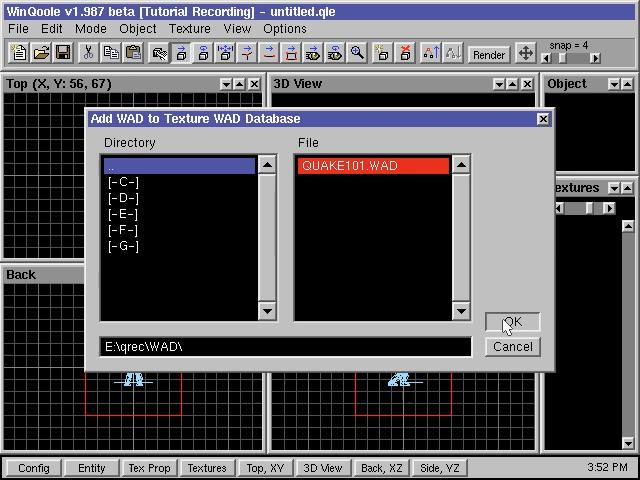 WinQoole v1.987 beta [Tutorial Recording] - untitled.qle
File Edit Mode Object Texture View Options
Render
snap = 4
Top (X, Y: 56, 67)
3D View
Object
Add WAD to Texture WAD Database
Directory
File
..
QUAKE101.WAD
[-C-]
[-D-]
[-E-]
[-F-]
[-G-]
extures
Back
OK
E:\qrec\WAD\
Cancel
Config
Entity
Tex Prop
Textures
Top, XY
3D View
Back, XZ
Side, YZ
3:52 PM